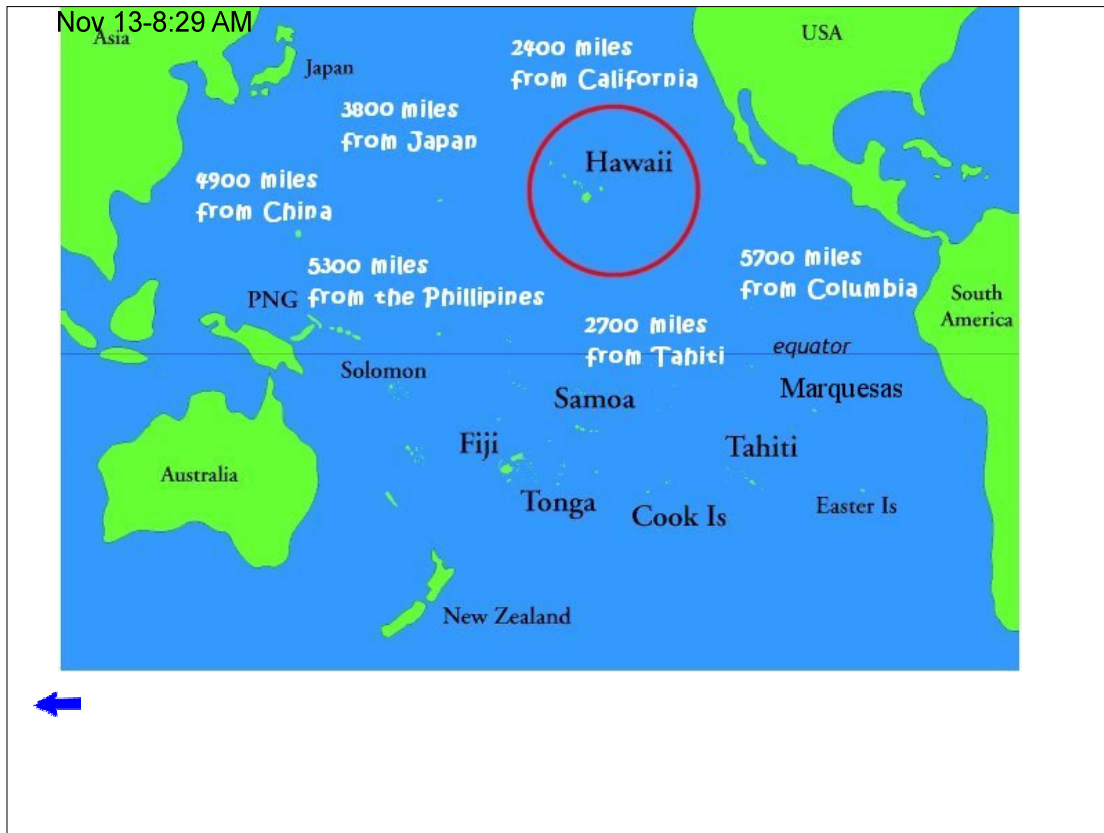 Nov 13-8:29 AM
Asia
USA
2400 miles
from California
Japan
3800 miles
from Japan
Hawaii
4900 miles
from China
5700 miles
from Columbia
5300 miles
from the Phillipines
PNG
South
America
2700 miles
from Tahiti
equator
Solomon
Marquesas
Samoa
Fiji
Tahiti
Australia
Tonga
Cook Is
Easter Is
New Zealand